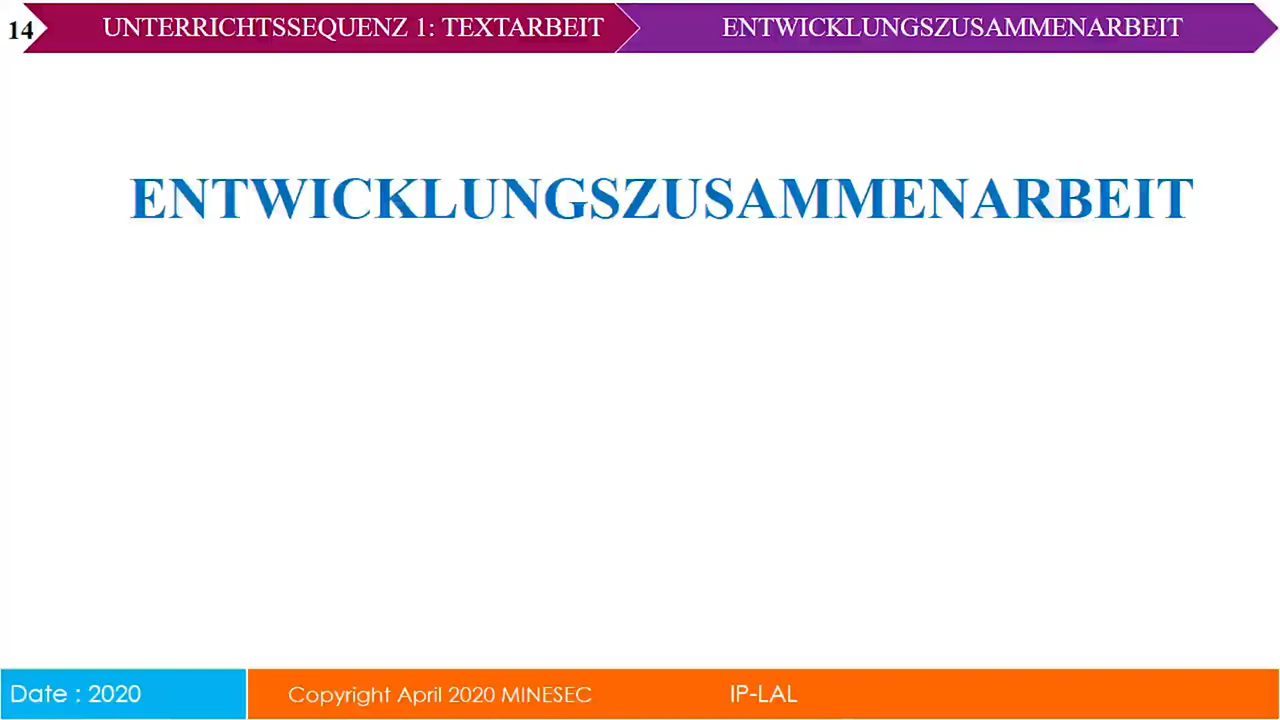 14 UNTERRICHTSSEQUENZ 1: TEXTARBEIT ENTWICKLUNGSZUSAMMENARBEIT
ENTWICKLUNGSZUSAMMENARBEIT
Date : 2020 Copyright April 2020 MINESEC IP-LAL